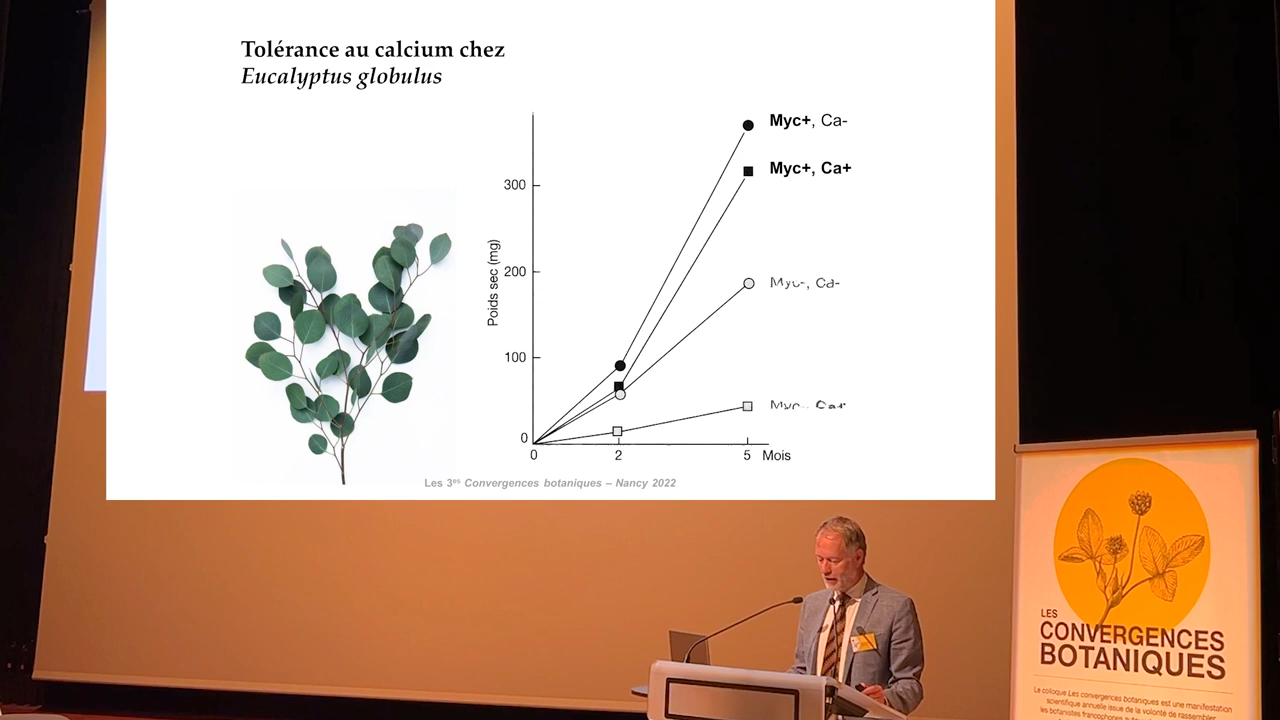 Tolérance au calcium chez
Eucalyptus globulus
Myc+, Ca-
Myc+, Ca+
300
Poids sec (mg)
200
Myc-, Ca-
100
0
0
2
5
Mois
Les 3es Convergences botaniques – Nancy 2022
LES
CONVERGENCES
BOTANIQUES
Le colloque Les convergences botaniques est une manifestation
scientifique annuelle issue de la volonté de rassembler
les botanistes francophones